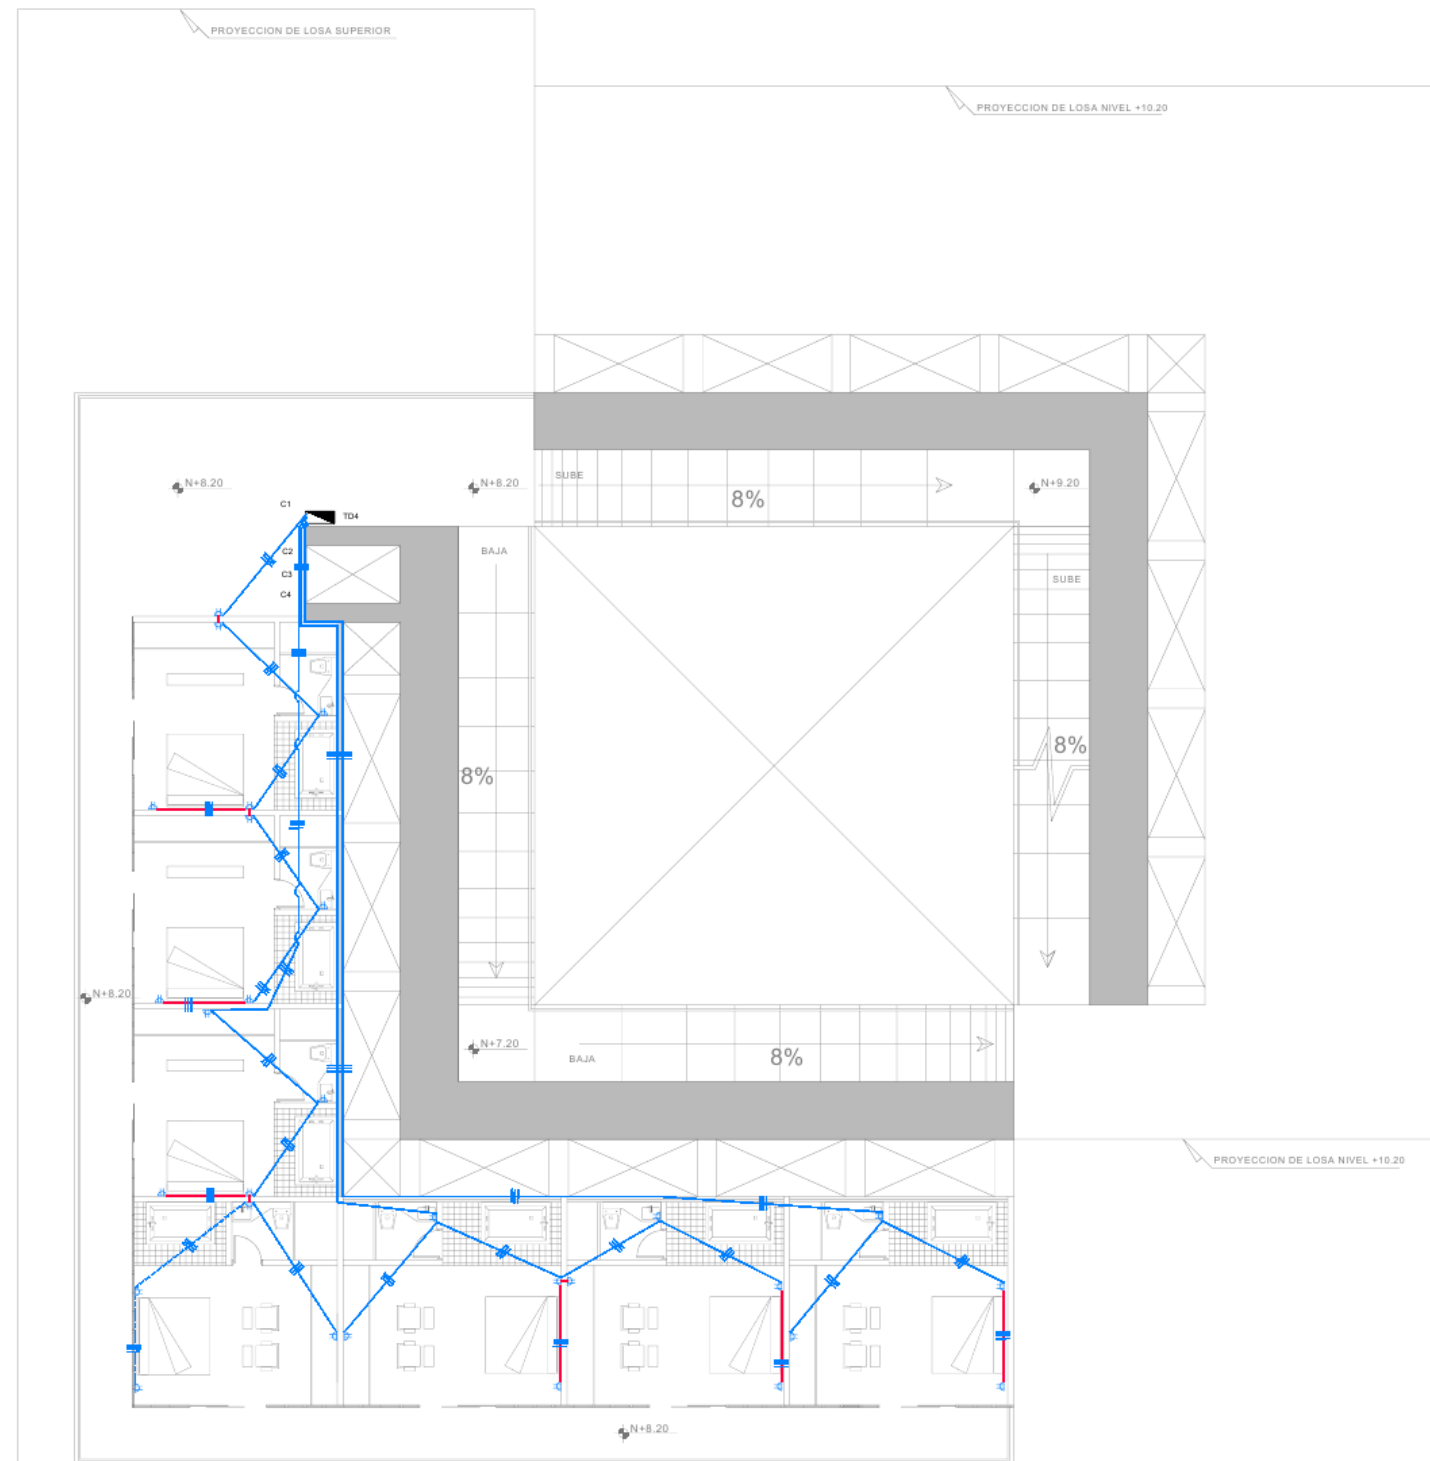 PROYECCION DE LOSA SUPERIOR
PROYECCION DE LOSA NIVEL +10.20
SUBE
N+8.20
N+8.20
N+9.20
8%
C1
TD4
C2
BAJA
C3
SUBE
C4
8%
8%
N+8.20
N+7.20
BAJA
8%
PROYECCION DE LOSA NIVEL +10.20
N+8.20